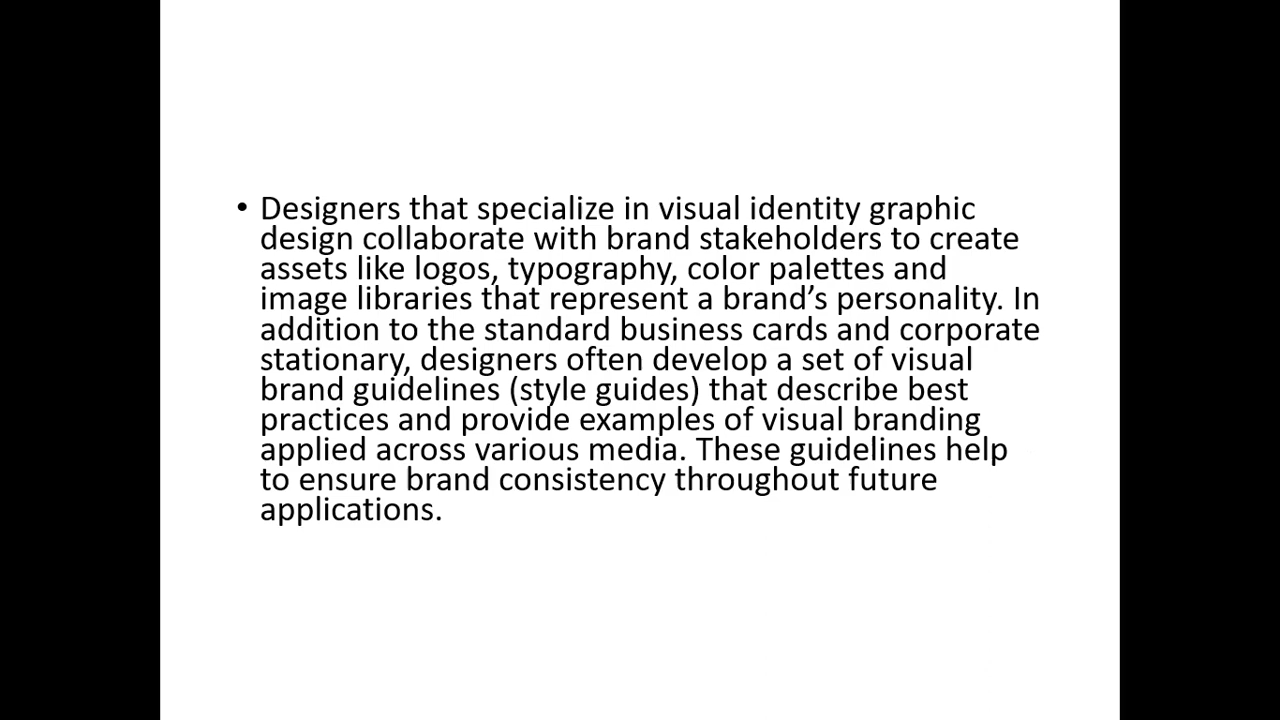 • Designers that specialize in visual identity graphic
design collaborate with brand stakeholders to create
assets like logos, typography, color palettes and
image libraries that represent a brand’s personality. In
addition to the standard business cards and corporate
stationary, designers often develop a set of visual
brand guidelines (style guides) that describe best
practices and provide examples of visual branding
applied across various media. These guidelines help
to ensure brand consistency throughout future
applications.